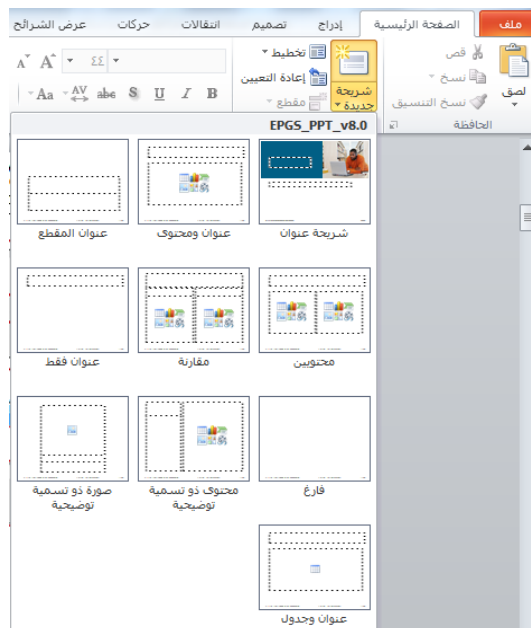 ملف
الصفحة الرئيسية
إدراج
تصميم
انتقالات
حركات
عرض الشرائح
لصق
قص
نسخ
نسخ التنسيق
الحافظة
شريحة
جديدة
تخطيط
إعادة التعيين
مقطع
٤٤
A A
B I U S abc AV Aa
EPGS_PPT_v8.0
شريحة عنوان
عنوان ومحتوى
عنوان المقطع
محتويين
مقارنة
عنوان فقط
فارغ
محتوى ذو تسمية
توضيحية
صورة ذو تسمية
توضيحية
عنوان وجدول